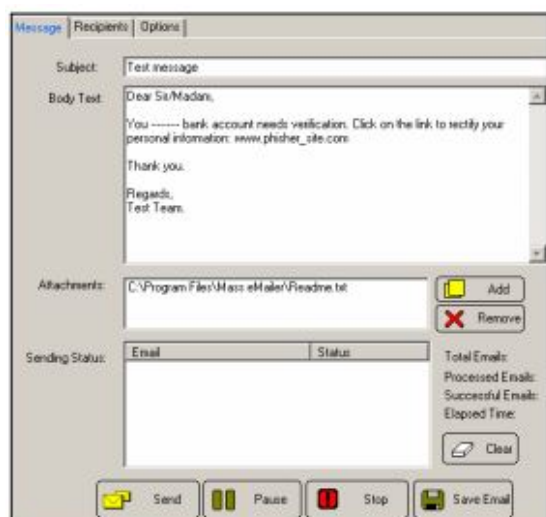 Message Recipients Options
Subject: Test message
Body Text: Dear Sir/Madam,
You ------ bank account needs verification. Click on the link to rectify your
personal information: www.phisher_site.com
Thank you.
Regards,
Test Team.
Attachments: C:\Program Files\Mass eMailer\Readme.txt
Add
Remove
Sending Status: Email Status
Total Emails:
Processed Emails:
Successful Emails:
Elapsed Time:
Clear
Send Pause Stop Save Email